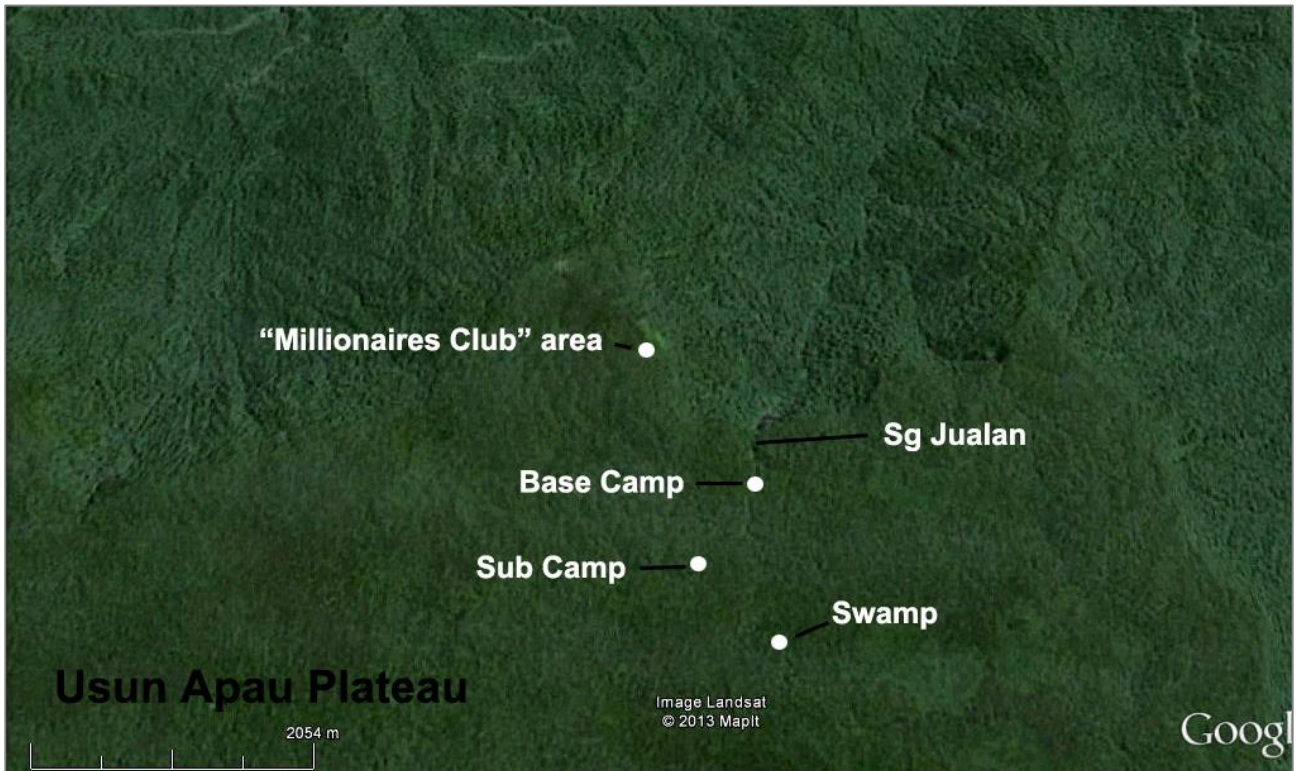 “Millionaires Club” area
Sg Jualan
Base Camp
Sub Camp
Swamp
Usun Apau Plateau
2054 m
Image Landsat
© 2013 MapIt
Googl